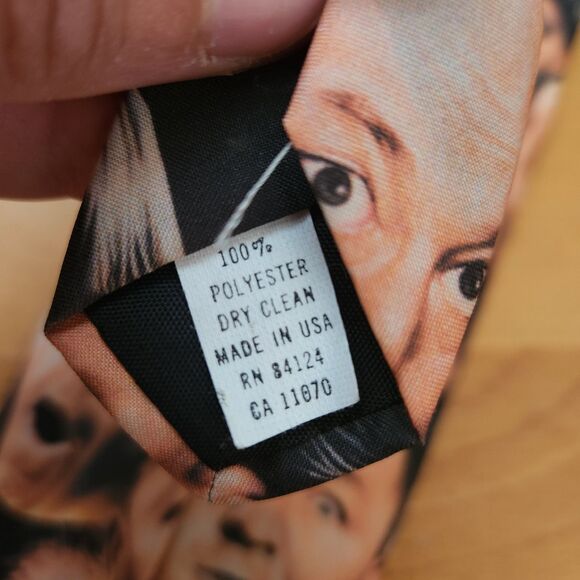 100%
POLYESTER
DRY CLEAN
MADE IN USA
RN 84124
CA 11070